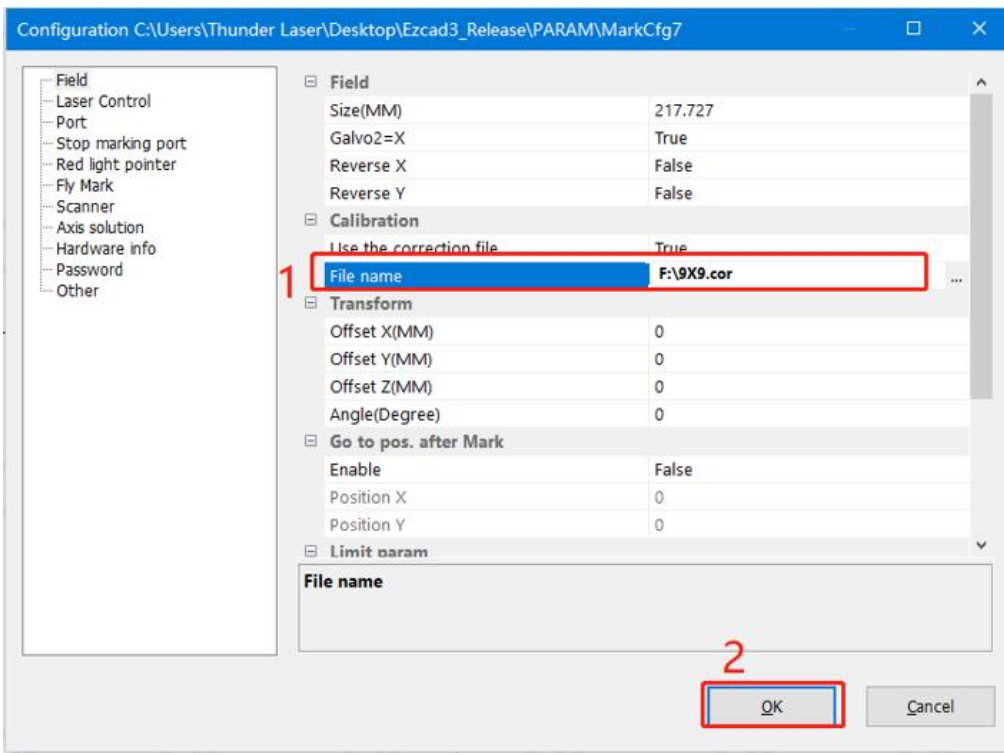 Configuration C:\Users\Thunder Laser\Desktop\Ezcad3_Release\PARAM\MarkCfg7
Field
Laser Control
Port
Stop marking port
Red light pointer
Fly Mark
Scanner
Axis solution
Hardware info
Password
Other
Field
Size(MM) 217.727
Galvo2=X True
Reverse X False
Reverse Y False
Calibration
Use the correction file True
1 File name F:\9X9.cor ...
Transform
Offset X(MM) 0
Offset Y(MM) 0
Offset Z(MM) 0
Angle(Degree) 0
Go to pos. after Mark
Enable False
Position X 0
Position Y 0
Limit param
File name
2
OK Cancel